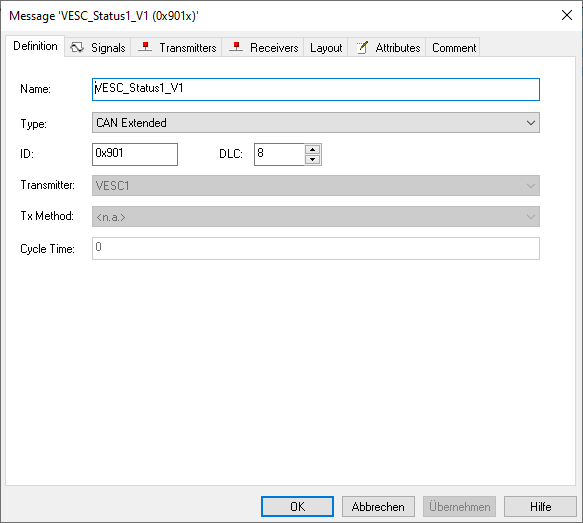 Message 'VESC_Status1_V1 (0x901x)'
Definition Signals Transmitters Receivers Layout Attributes Comment
Name: VESC_Status1_V1
Type: CAN Extended
ID: 0x901 DLC: 8
Transmitter: VESC1
Tx Method: <n.a.>
Cycle Time: 0
OK Abbrechen Übernehmen Hilfe